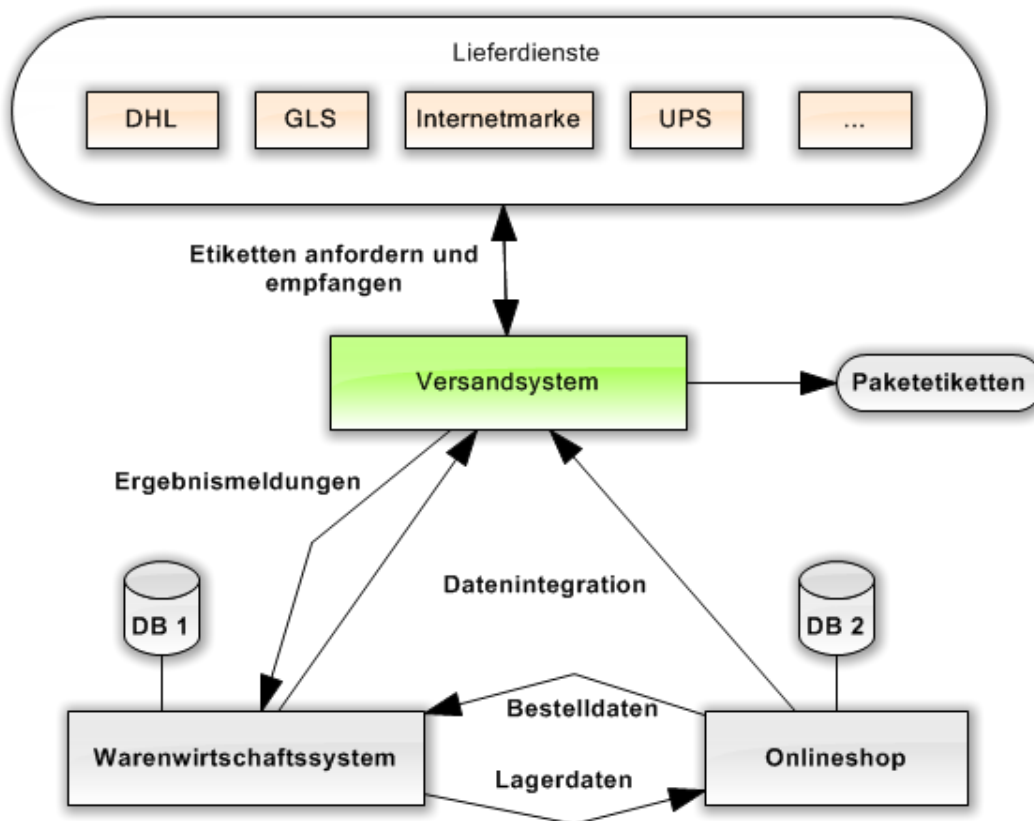 Lieferdienste
DHL
GLS
Internetmarke
UPS
...
Etiketten anfordern und
empfangen
Versandsystem
Paketetiketten
Ergebnismeldungen
Datenintegration
DB 1
DB 2
Bestelldaten
Warenwirtschaftssystem
Onlineshop
Lagerdaten